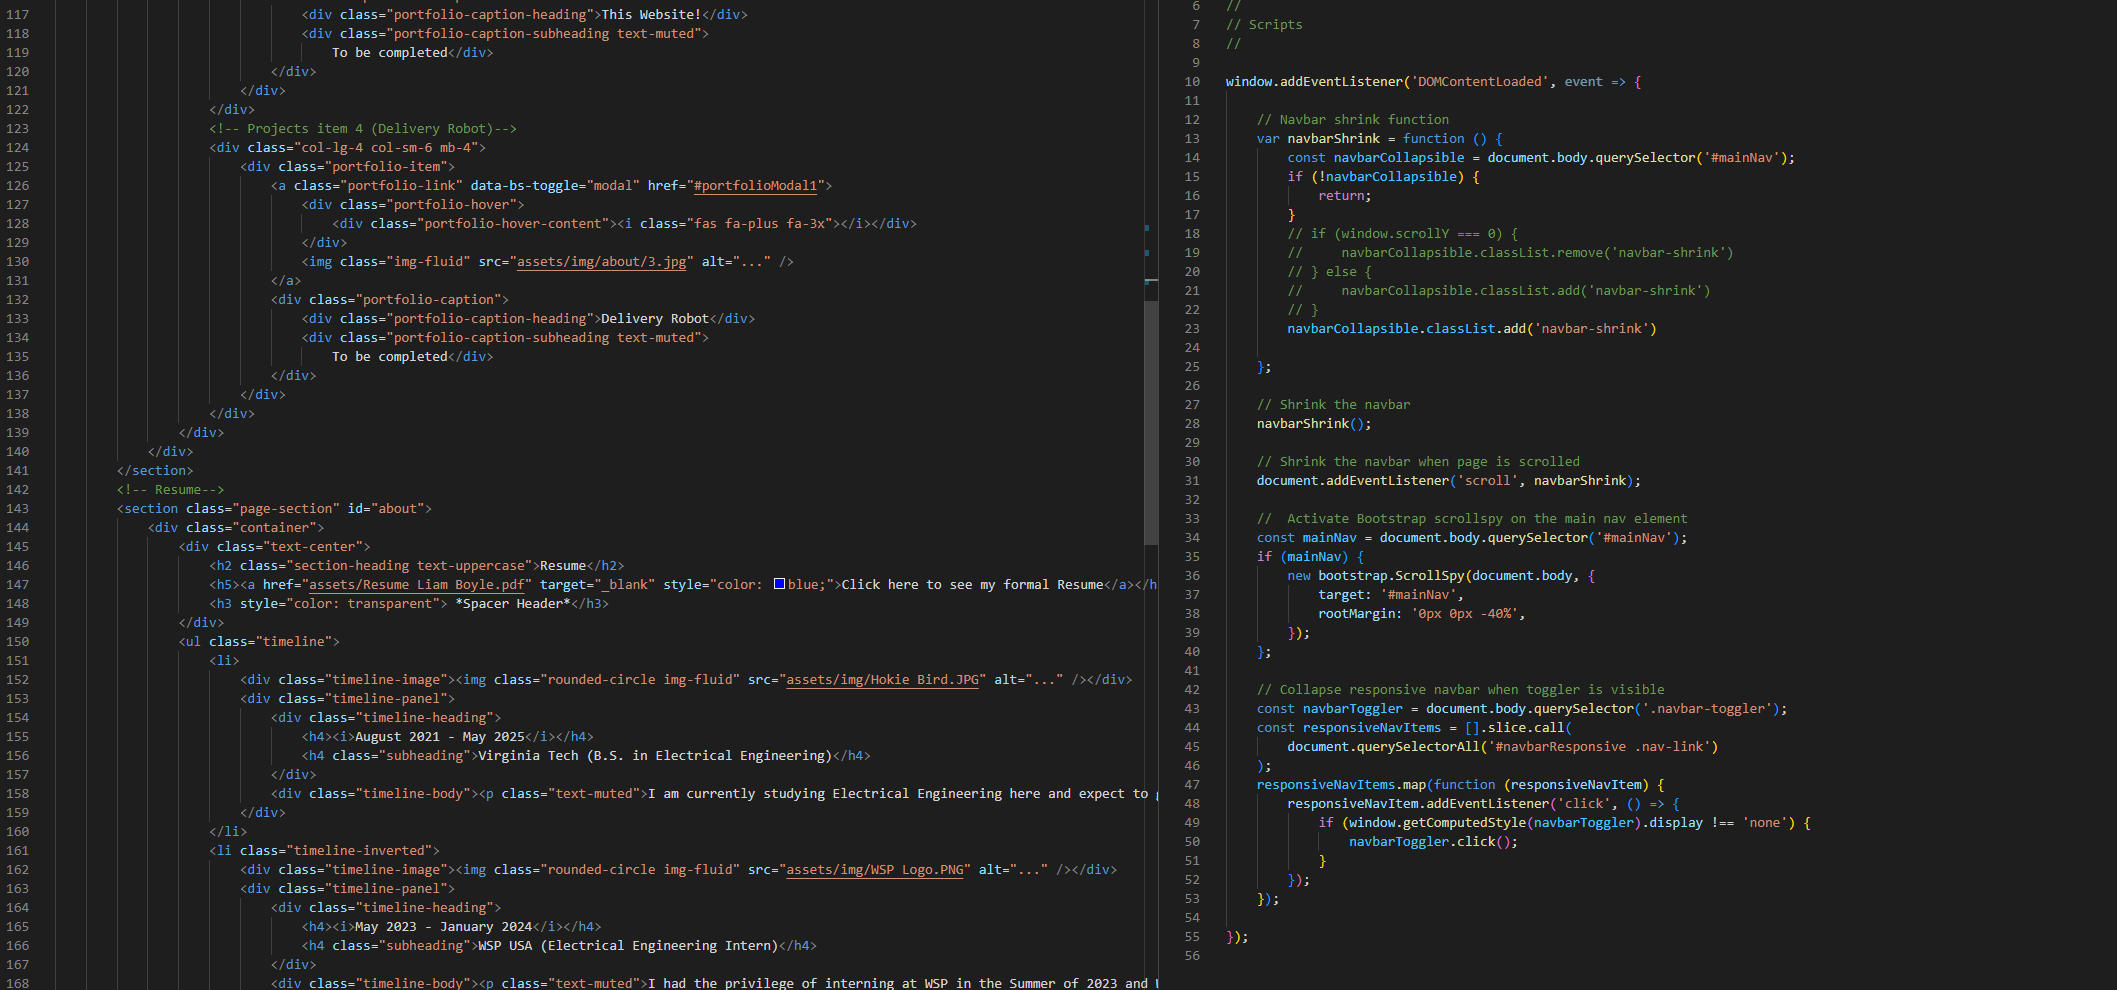 117 <div class="portfolio-caption-heading">This Website!</div>
118 <div class="portfolio-caption-subheading text-muted">
119 To be completed</div>
120 </div>
121 </div>
122 </div>
123 <!-- Projects item 4 (Delivery Robot)-->
124 <div class="col-lg-4 col-sm-6 mb-4">
125 <div class="portfolio-item">
126 <a class="portfolio-link" data-bs-toggle="modal" href="#portfolioModal1">
127 <div class="portfolio-hover">
128 <div class="portfolio-hover-content"><i class="fas fa-plus fa-3x"></i></div>
129 </div>
130 <img class="img-fluid" src="assets/img/about/3.jpg" alt="..." />
131 </a>
132 <div class="portfolio-caption">
133 <div class="portfolio-caption-heading">Delivery Robot</div>
134 <div class="portfolio-caption-subheading text-muted">
135 To be completed</div>
136 </div>
137 </div>
138 </div>
139 </div>
140 </div>
141 </section>
142 <!-- Resume-->
143 <section class="page-section" id="about">
144 <div class="container">
145 <div class="text-center">
146 <h2 class="section-heading text-uppercase">Resume</h2>
147 <h5><a href="assets/Resume Liam Boyle.pdf" target="_blank" style="color: blue;">Click here to see my formal Resume</a></h
148 <h3 style="color: transparent"> *Spacer Header*</h3>
149 </div>
150 <ul class="timeline">
151 <li>
152 <div class="timeline-image"><img class="rounded-circle img-fluid" src="assets/img/Hokie Bird.JPG" alt="..." /></div>
153 <div class="timeline-panel">
154 <div class="timeline-heading">
155 <h4><i>August 2021 - May 2025</i></h4>
156 <h4 class="subheading">Virginia Tech (B.S. in Electrical Engineering)</h4>
157 </div>
158 <div class="timeline-body"><p class="text-muted">I am currently studying Electrical Engineering here and expect to
159 </div>
160 </li>
161 <li class="timeline-inverted">
162 <div class="timeline-image"><img class="rounded-circle img-fluid" src="assets/img/WSP Logo.PNG" alt="..." /></div>
163 <div class="timeline-panel">
164 <div class="timeline-heading">
165 <h4><i>May 2023 - January 2024</i></h4>
166 <h4 class="subheading">WSP USA (Electrical Engineering Intern)</h4>
167 </div>
168 <div class="timeline-body"><p class="text-muted">I had the privilege of interning at WSP in the Summer of 2023 and
6 //
7 // Scripts
8 //
9
10 window.addEventListener('DOMContentLoaded', event => {
11
12 // Navbar shrink function
13 var navbarShrink = function () {
14 const navbarCollapsible = document.body.querySelector('#mainNav');
15 if (!navbarCollapsible) {
16 return;
17 }
18 // if (window.scrollY === 0) {
19 // navbarCollapsible.classList.remove('navbar-shrink')
20 // } else {
21 // navbarCollapsible.classList.add('navbar-shrink')
22 // }
23 navbarCollapsible.classList.add('navbar-shrink')
24
25 };
26
27 // Shrink the navbar
28 navbarShrink();
29
30 // Shrink the navbar when page is scrolled
31 document.addEventListener('scroll', navbarShrink);
32
33 // Activate Bootstrap scrollspy on the main nav element
34 const mainNav = document.body.querySelector('#mainNav');
35 if (mainNav) {
36 new bootstrap.ScrollSpy(document.body, {
37 target: '#mainNav',
38 rootMargin: '0px 0px -40%',
39 });
40 };
41
42 // Collapse responsive navbar when toggler is visible
43 const navbarToggler = document.body.querySelector('.navbar-toggler');
44 const responsiveNavItems = [].slice.call(
45 document.querySelectorAll('#navbarResponsive .nav-link')
46 );
47 responsiveNavItems.map(function (responsiveNavItem) {
48 responsiveNavItem.addEventListener('click', () => {
49 if (window.getComputedStyle(navbarToggler).display !== 'none') {
50 navbarToggler.click();
51 }
52 });
53 });
54
55 });
56